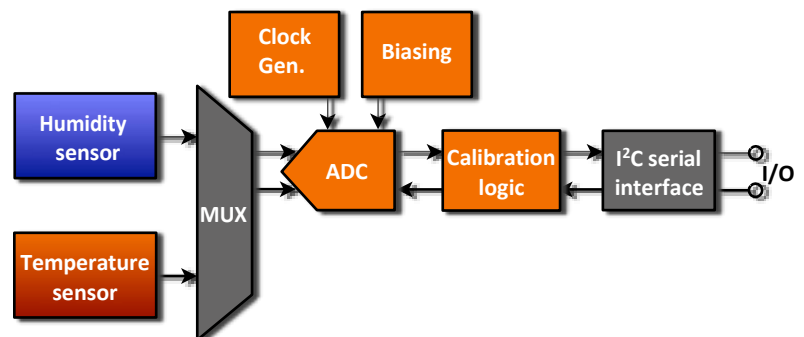 Clock
Gen.
Biasing
Humidity
sensor
MUX
ADC
Calibration
logic
I²C serial
interface
I/O
Temperature
sensor